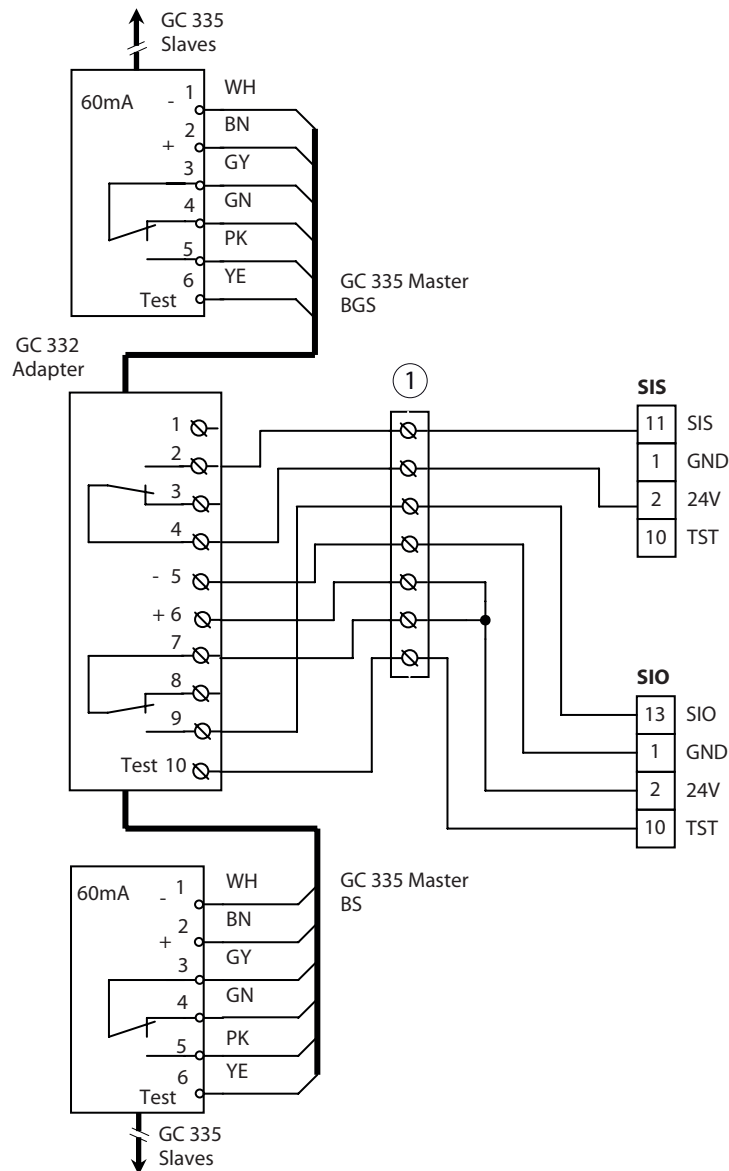 GC 335
Slaves
60mA
- 1 WH
+ 2 BN
3 GY
4 GN
5 PK
Test 6 YE
GC 335 Master
BGS
GC 332
Adapter
1
2
3
4
- 5
+ 6
7
8
9
Test 10
1
SIS
11 SIS
1 GND
2 24V
10 TST
SIO
13 SIO
1 GND
2 24V
10 TST
GC 335 Master
BS
60mA
- 1 WH
+ 2 BN
3 GY
4 GN
5 PK
Test 6 YE
GC 335
Slaves